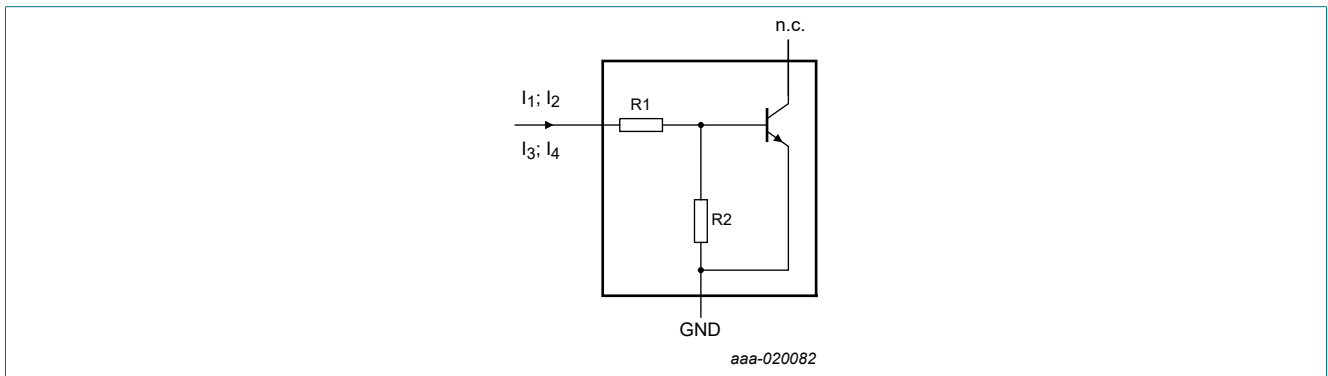 n.c.
I1; I2
R1
I3; I4
R2
GND
aaa-020082